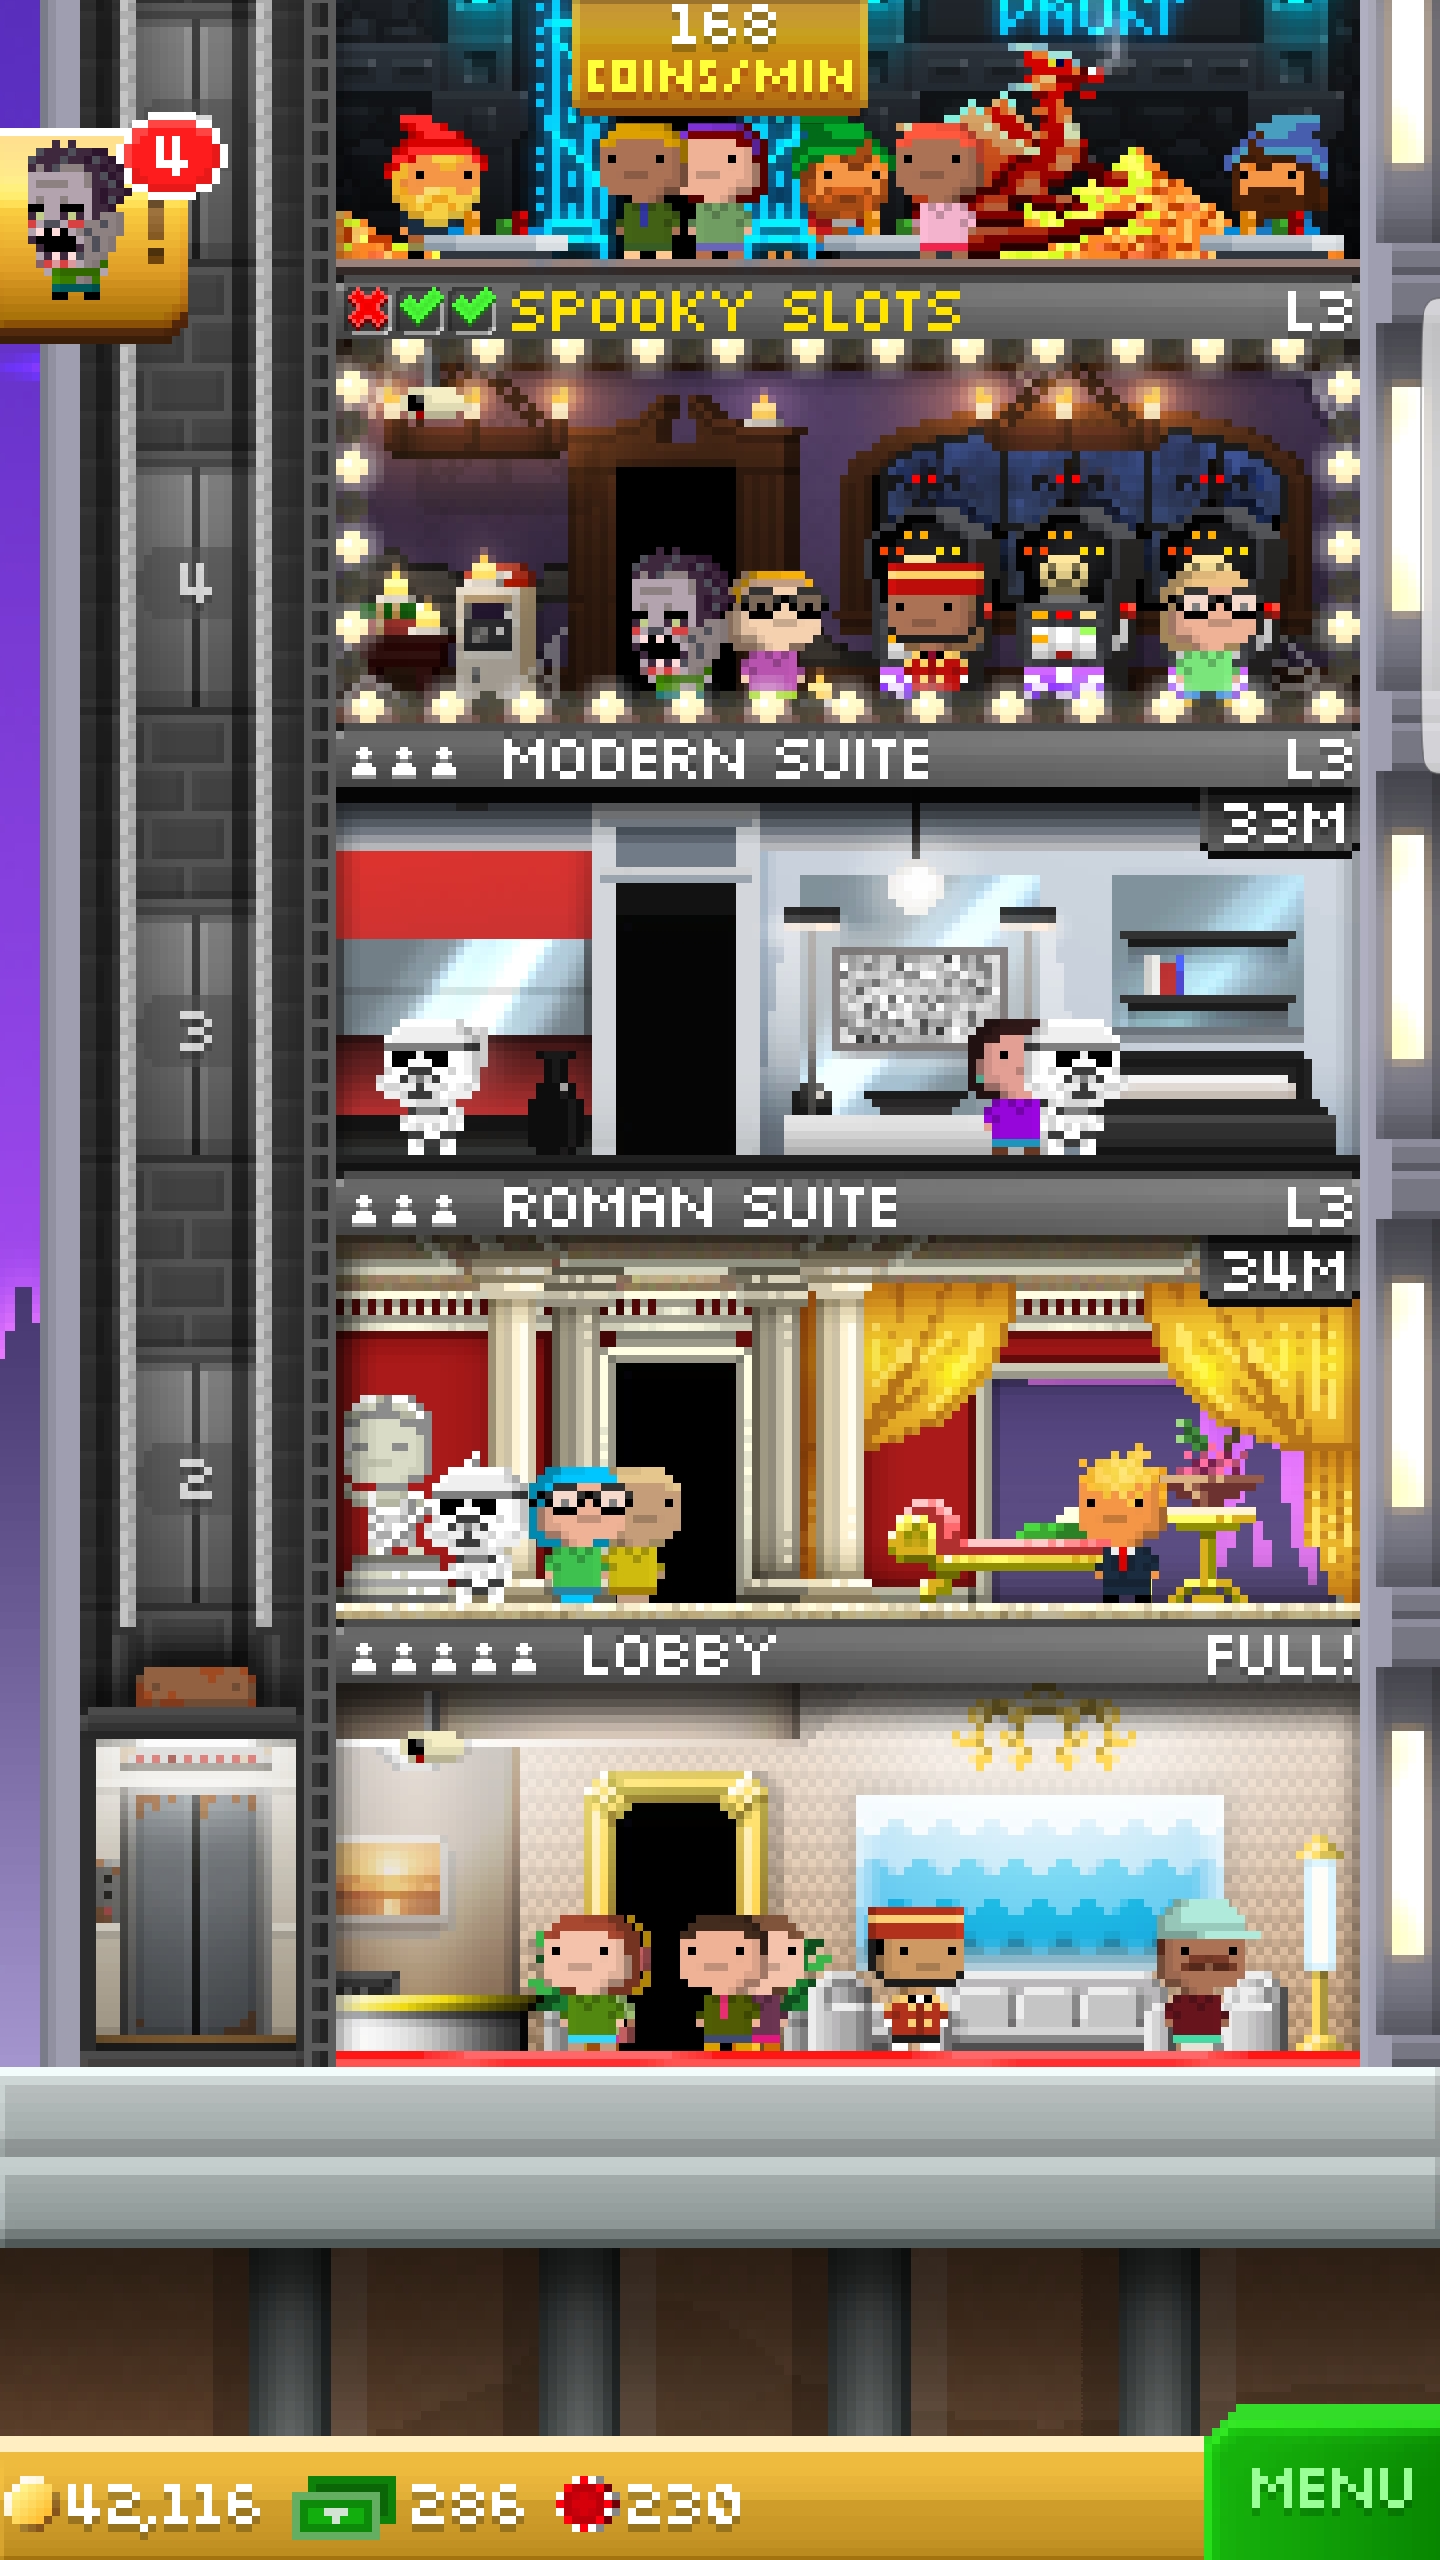 168
COINS/MIN
4
!
SPOOKY SLOTS L3
4
MODERN SUITE L3
33M
3
ROMAN SUITE L3
34M
2
LOBBY FULL!
42,116 286 230
MENU